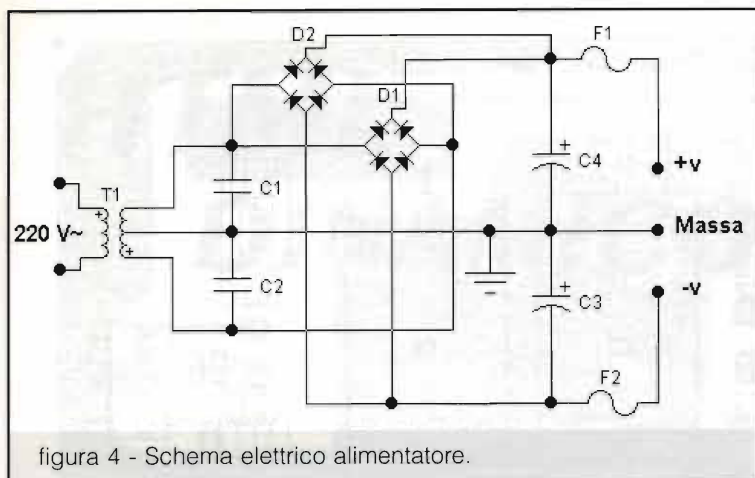 D2
F1
D1
T1
+
C1
+
C4
+v
220 V~
Massa
+
C2
+
C3
-v
F2
figura 4 - Schema elettrico alimentatore.